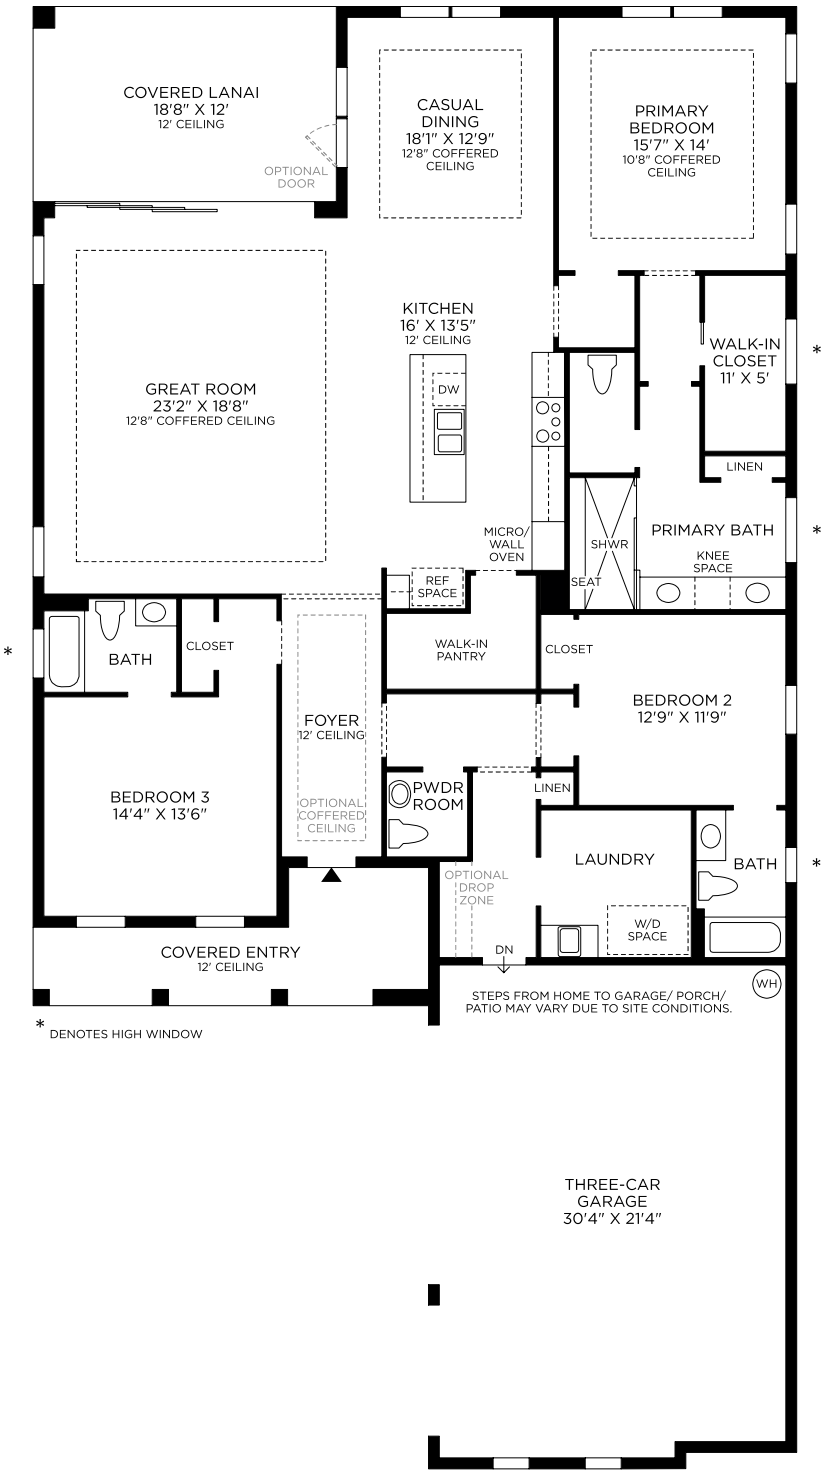 COVERED LANAI
18'8" X 12'
12' CEILING
OPTIONAL
DOOR
CASUAL
DINING
18'1" X 12'9"
12'8" COFFERED
CEILING
PRIMARY
BEDROOM
15'7" X 14'
10'8" COFFERED
CEILING
KITCHEN
16' X 13'5"
12' CEILING
DW
WALK-IN
CLOSET
11' X 5'
*
GREAT ROOM
23'2" X 18'8"
12'8" COFFERED CEILING
LINEN
MICRO/
WALL
OVEN
SHWR
SEAT
PRIMARY BATH
*
KNEE
SPACE
REF
SPACE
*
BATH
CLOSET
WALK-IN
PANTRY
CLOSET
BEDROOM 2
12'9" X 11'9"
FOYER
12' CEILING
OPTIONAL
COFFERED
CEILING
BEDROOM 3
14'4" X 13'6"
PWDR
ROOM
LINEN
LAUNDRY
BATH
*
OPTIONAL
DROP
ZONE
W/D
SPACE
DN
COVERED ENTRY
12' CEILING
WH
STEPS FROM HOME TO GARAGE/ PORCH/
PATIO MAY VARY DUE TO SITE CONDITIONS.
* DENOTES HIGH WINDOW
THREE-CAR
GARAGE
30'4" X 21'4"